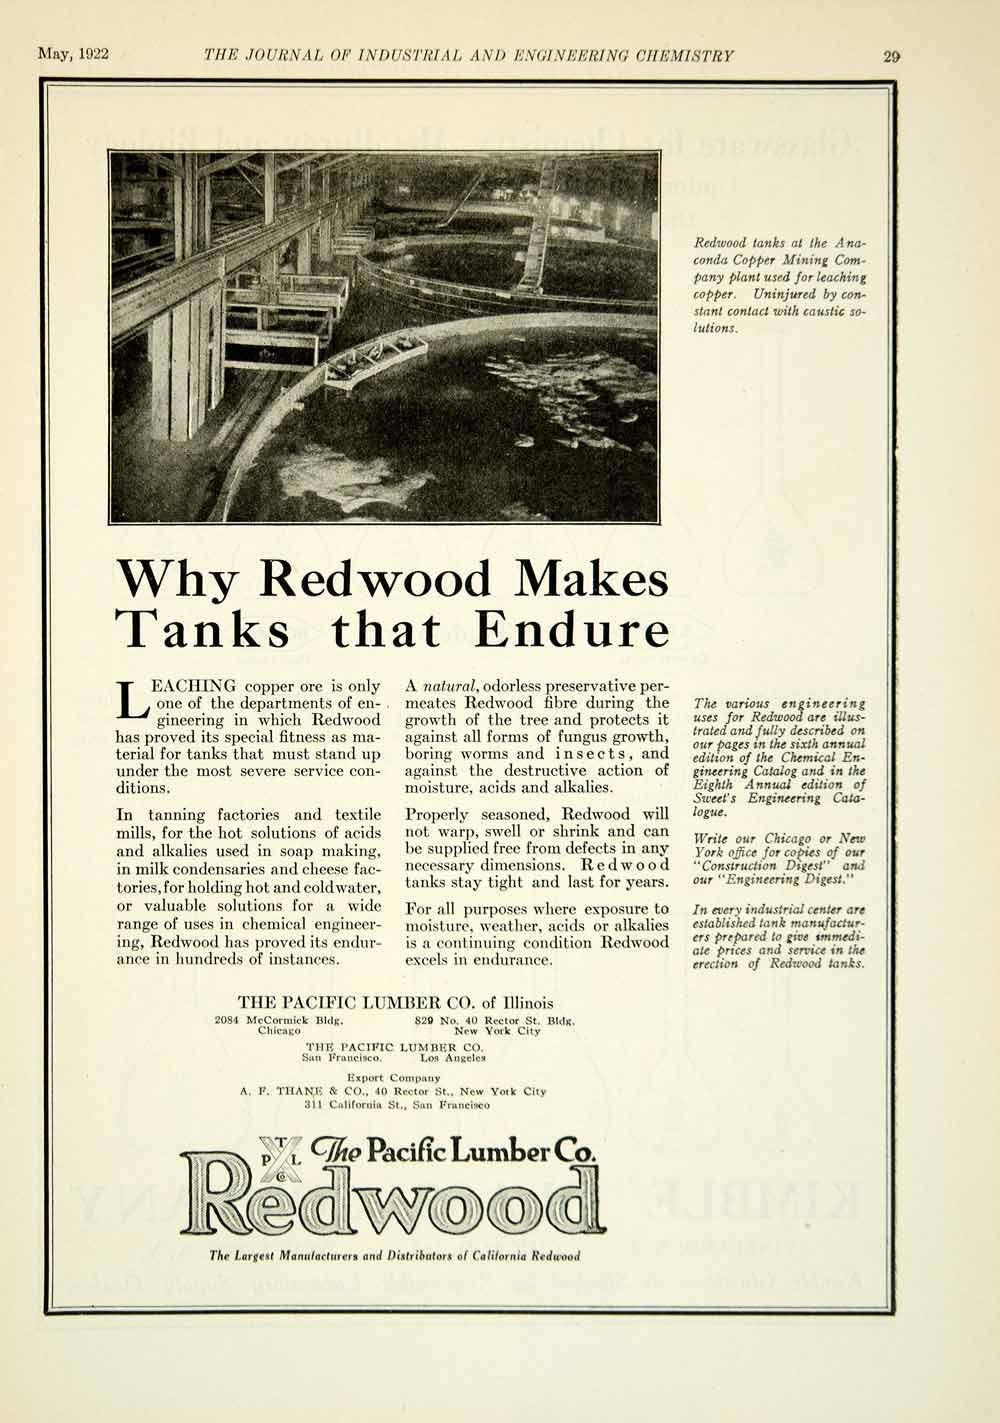 May, 1922 THE JOURNAL OF INDUSTRIAL AND ENGINEERING CHEMISTRY 29
Redwood tanks at the Ana-
conda Copper Mining Com-
pany plant used for leaching
copper. Uninjured by con-
stant contact with caustic so-
lutions.
Why Redwood Makes
Tanks that Endure
LEACHING copper ore is only
one of the departments of en-
gineering in which Redwood
has proved its special fitness as ma-
terial for tanks that must stand up
under the most severe service con-
ditions.
In tanning factories and textile
mills, for the hot solutions of acids
and alkalies used in soap making,
in milk condensaries and cheese fac-
tories, for holding hot and cold water,
or valuable solutions for a wide
range of uses in chemical engineer-
ing, Redwood has proved its endur-
ance in hundreds of instances.
A natural, odorless preservative per-
meates Redwood fibre during the
growth of the tree and protects it
against all forms of fungus growth,
boring worms and insects, and
against the destructive action of
moisture, acids and alkalies.
Properly seasoned, Redwood will
not warp, swell or shrink and can
be supplied free from defects in any
necessary dimensions. Redwood
tanks stay tight and last for years.
For all purposes where exposure to
moisture, weather, acids or alkalies
is a continuing condition Redwood
excels in endurance.
The various engineering
uses for Redwood are illus-
trated and fully described on
our pages in the sixth annual
edition of the Chemical En-
gineering Catalog and in the
Eighth Annual edition of
Sweet's Engineering Cata-
logue.
Write our Chicago or New
York office for copies of our
"Construction Digest" and
our "Engineering Digest."
In every industrial center are
established tank manufactur-
ers prepared to give immedi-
ate prices and service in the
erection of Redwood tanks.
THE PACIFIC LUMBER CO. of Illinois
2084 McCormick Bldg. 829 No. 40 Rector St. Bldg.
Chicago New York City
THE PACIFIC LUMBER CO.
San Francisco. Los Angeles
Export Company
A. F. THANE & CO., 40 Rector St., New York City
311 California St., San Francisco
T P L Co
The Pacific Lumber Co.
Redwood
The Largest Manufacturers and Distributors of California Redwood